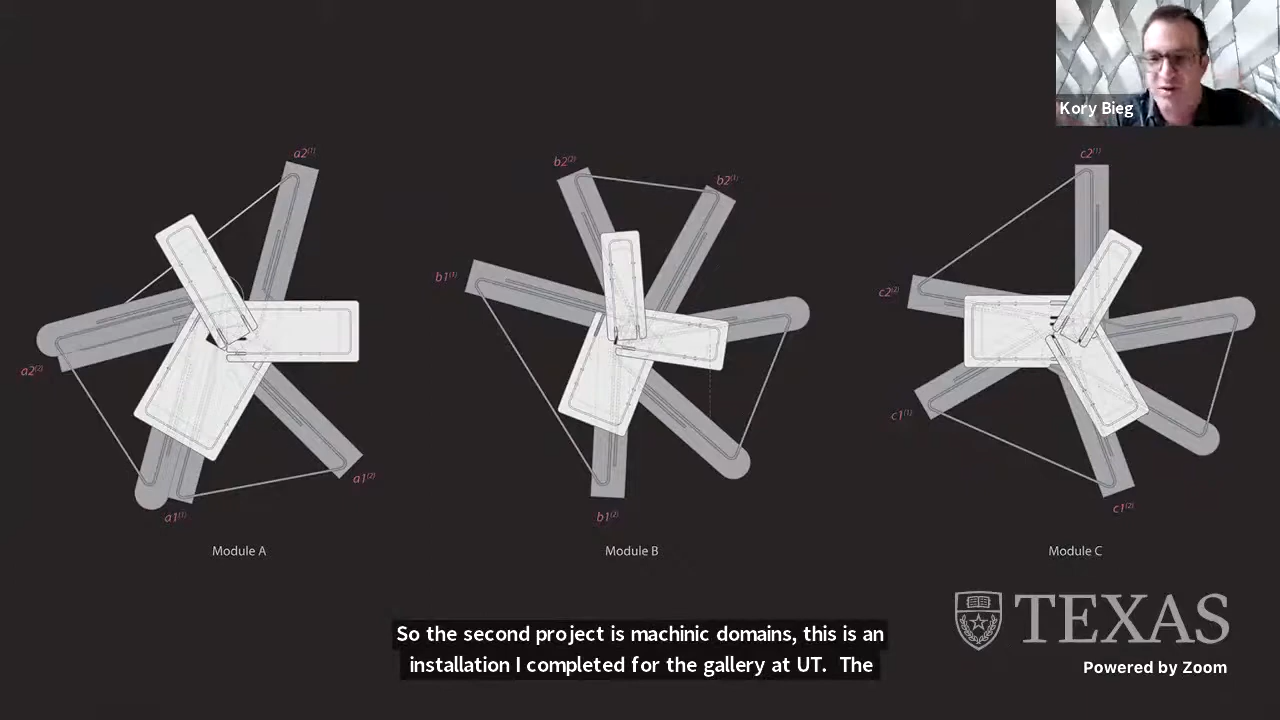 Kory Bieg
a2(1)
b2(2)
b2(1)
c2(1)
b1(1)
c2(2)
a2(2)
c1(1)
a1(2)
a1(1)
b1(2)
c1(2)
Module A
Module B
Module C
TEXAS
So the second project is machinic domains, this is an
installation I completed for the gallery at UT. The
Powered by Zoom